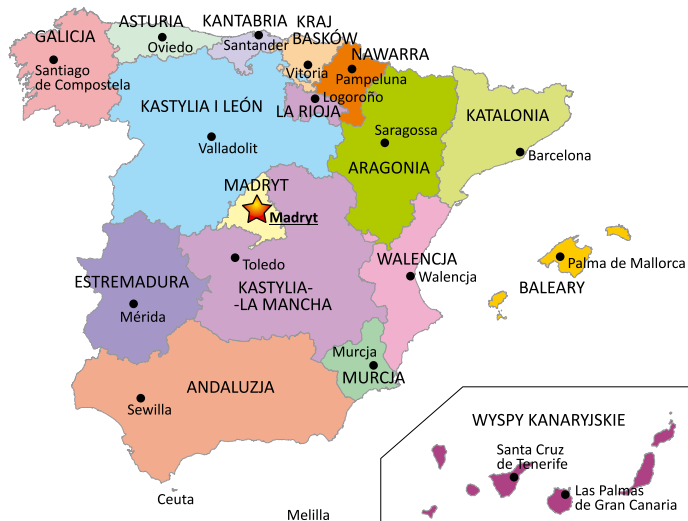 ASTURIA
KANTABRIA
KRAJ
BASKÓW
GALICJA
Oviedo
Santander
NAWARRA
Santiago
de Compostela
Vitoria
Pampeluna
KASTYLIA I LEÓN
Logoroño
LA RIOJA
KATALONIA
Saragossa
Valladolit
Barcelona
ARAGONIA
MADRYT
Madryt
WALENCJA
Toledo
Palma de Mallorca
Walencja
ESTREMADURA
KASTYLIA-
-LA MANCHA
BALEARY
Mérida
Murcja
MURCJA
ANDALUZJA
Sewilla
WYSPY KANARYJSKIE
Santa Cruz
de Tenerife
Las Palmas
de Gran Canaria
Ceuta
Melilla